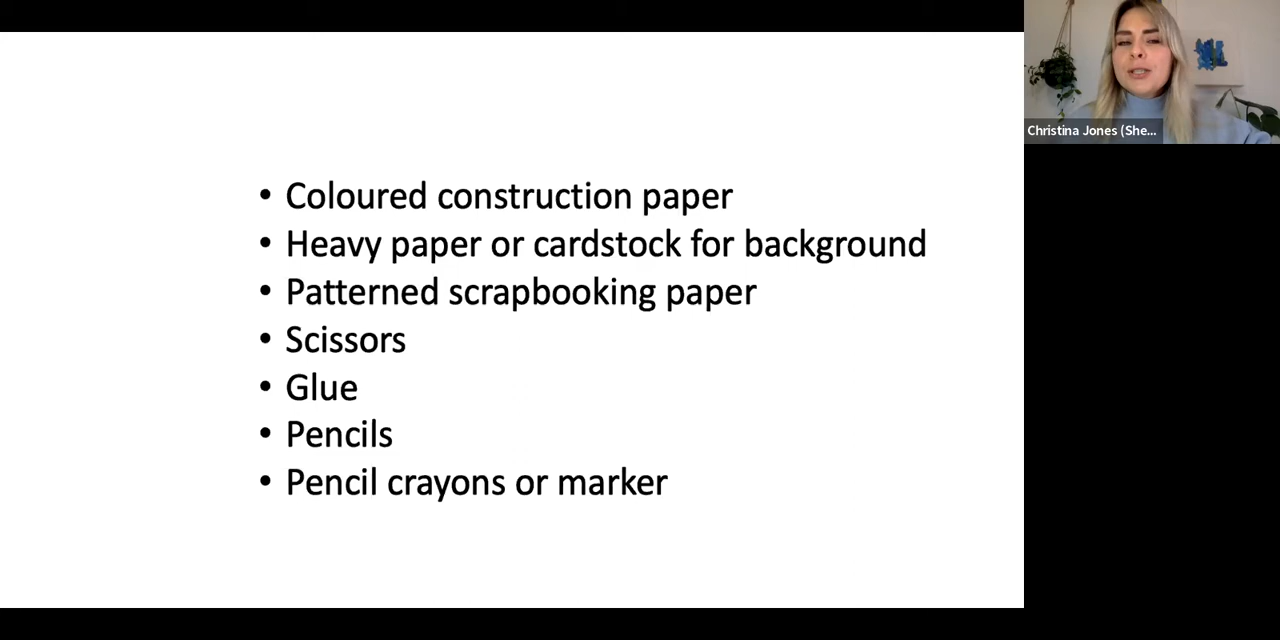 • Coloured construction paper
• Heavy paper or cardstock for background
• Patterned scrapbooking paper
• Scissors
• Glue
• Pencils
• Pencil crayons or marker
Christina Jones (She...